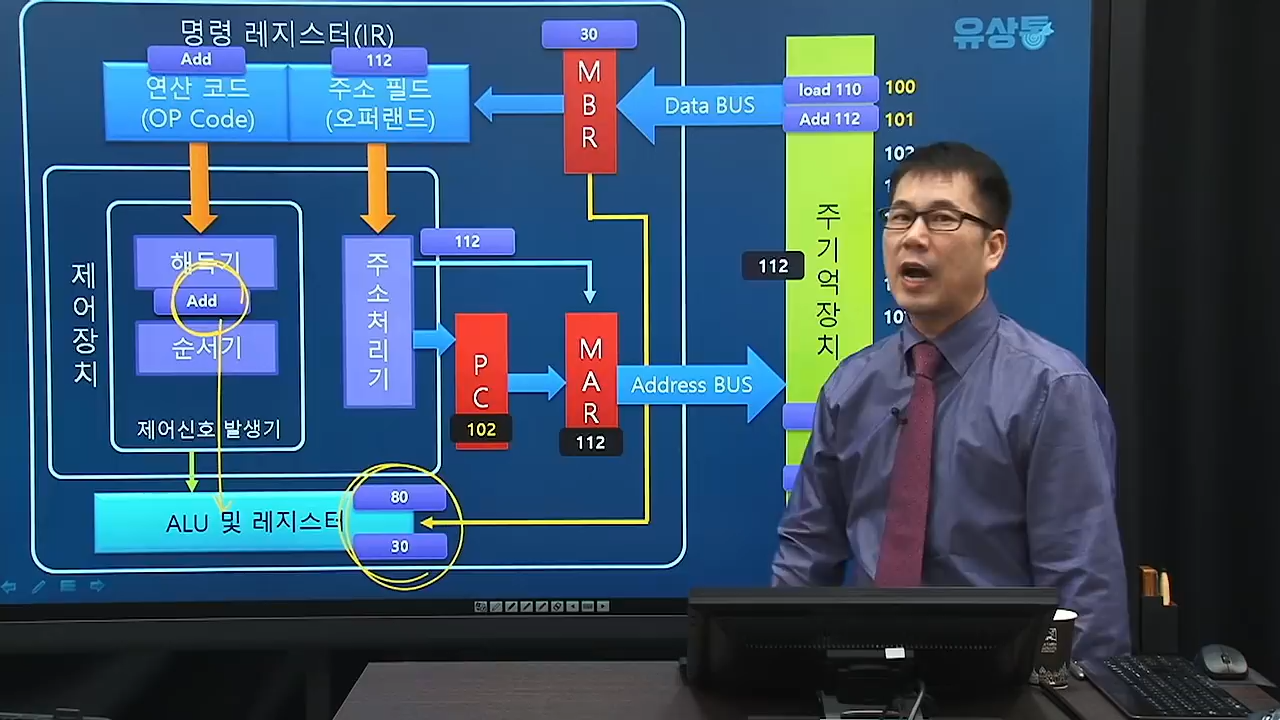 명령 레지스터(IR)
Add
112
연산 코드
(OP Code)
주소 필드
(오퍼랜드)
30
MBR
Data BUS
load 110
100
Add 112
101
유상통
제어장치
해독기
Add
순서기
제어신호 발생기
주소처리기
112
PC
102
MAR
112
Address BUS
112
주기억장치
ALU 및 레지스터
80
30